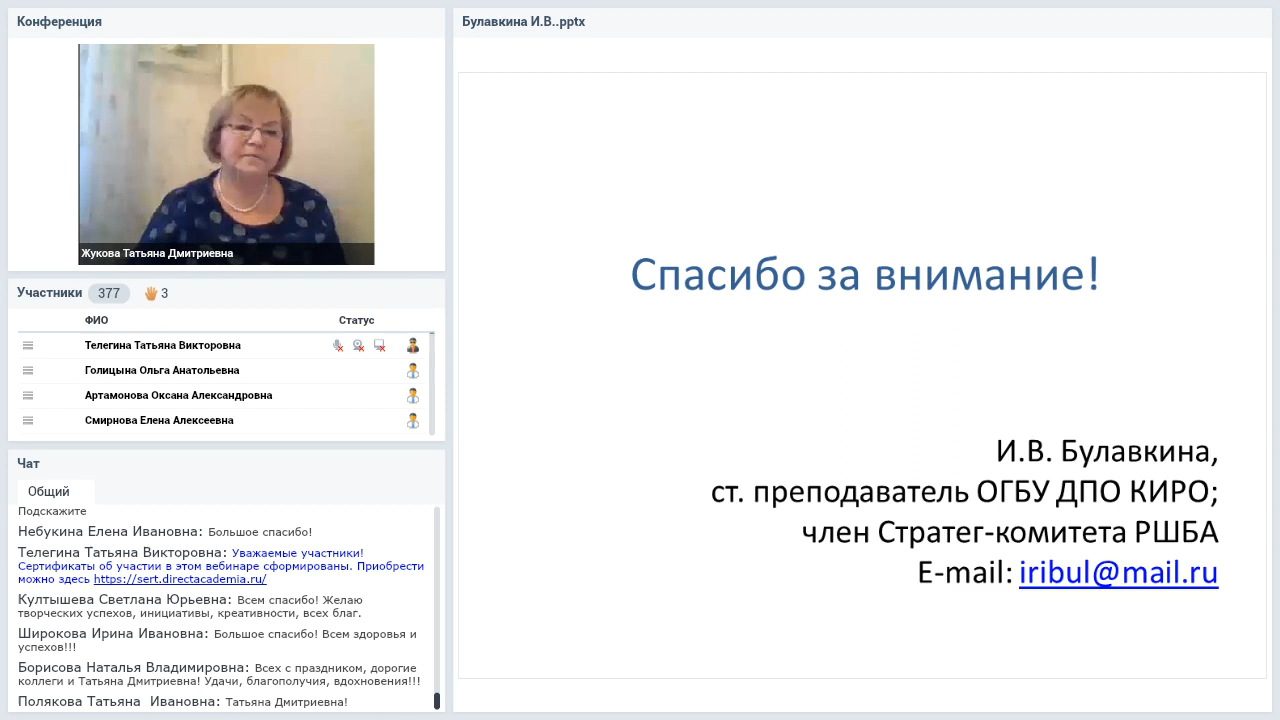 Конференция
Жукова Татьяна Дмитриевна
Участники 377 3
ФИО Статус
Телегина Татьяна Викторовна
Голицына Ольга Анатольевна
Артамонова Оксана Александровна
Смирнова Елена Алексеевна
Чат
Общий
Подскажите
Небукина Елена Ивановна: Большое спасибо!
Телегина Татьяна Викторовна: Уважаемые участники!
Сертификаты об участии в этом вебинаре сформированы. Приобрести
можно здесь https://sert.directacademia.ru/
Култышева Светлана Юрьевна: Всем спасибо! Желаю
творческих успехов, инициативы, креативности, всех благ.
Широкова Ирина Ивановна: Большое спасибо! Всем здоровья и
успехов!!!
Борисова Наталья Владимировна: Всех с праздником, дорогие
коллеги и Татьяна Дмитриевна! Удачи, благополучия, вдохновения!!!
Полякова Татьяна  Ивановна: Татьяна Дмитриевна!
Булавкина И.В..pptx
Спасибо за внимание!
И.В. Булавкина,
ст. преподаватель ОГБУ ДПО КИРО;
член Стратег-комитета РШБА
E-mail: iribul@mail.ru